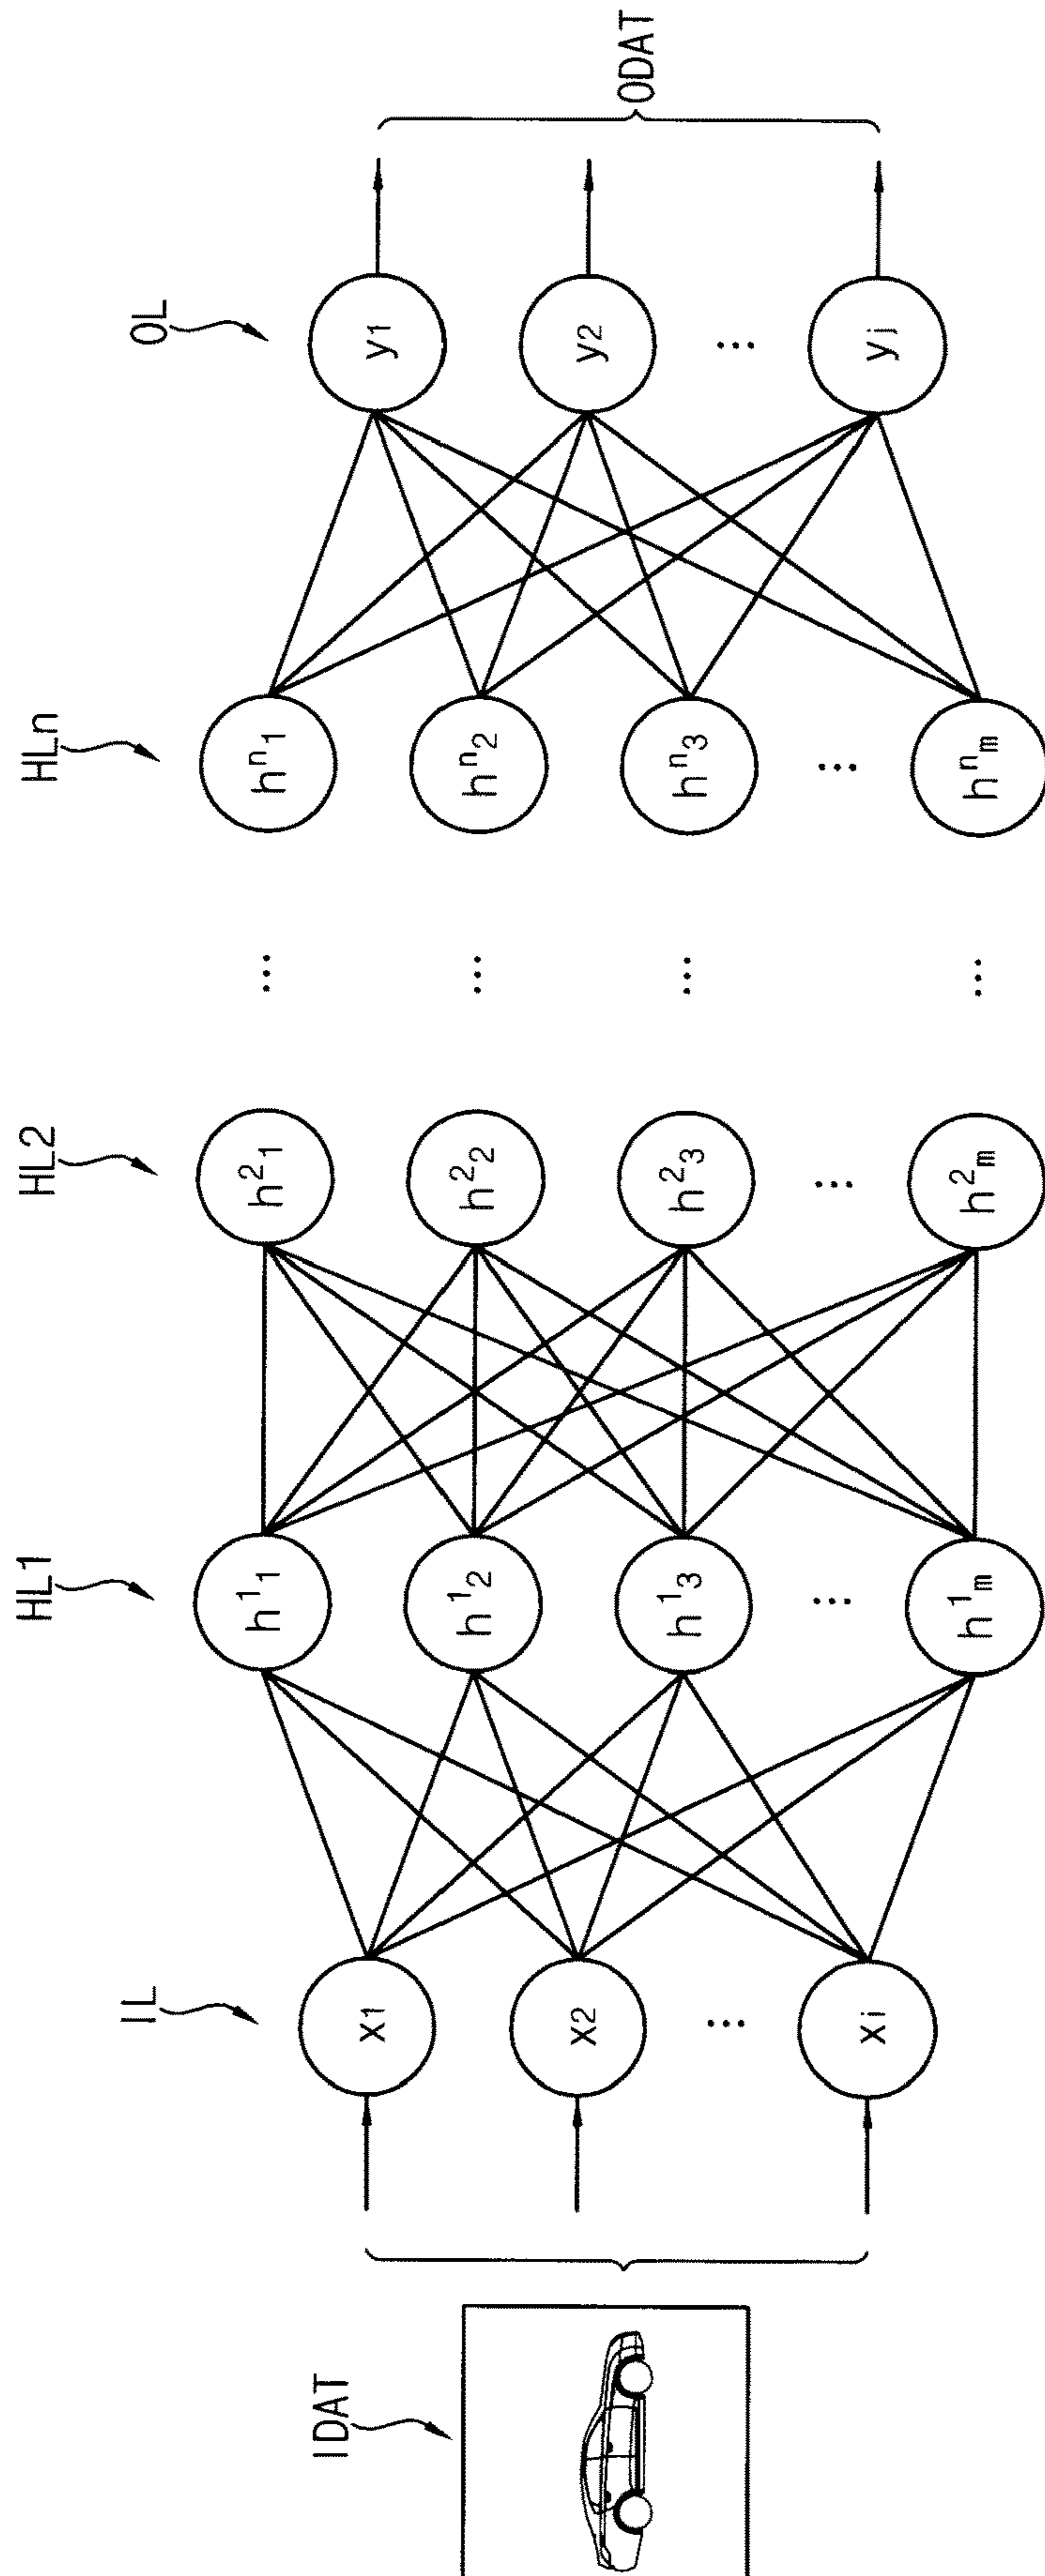 IDAT
IL
x1
x2
⋮
xi
HL1
h¹1
h¹2
h¹3
⋮
h¹m
HL2
h²1
h²2
h²3
⋮
h²m
...
...
...
...
HLn
hⁿ1
hⁿ2
hⁿ3
⋮
hⁿm
OL
y1
y2
⋮
yj
ODAT